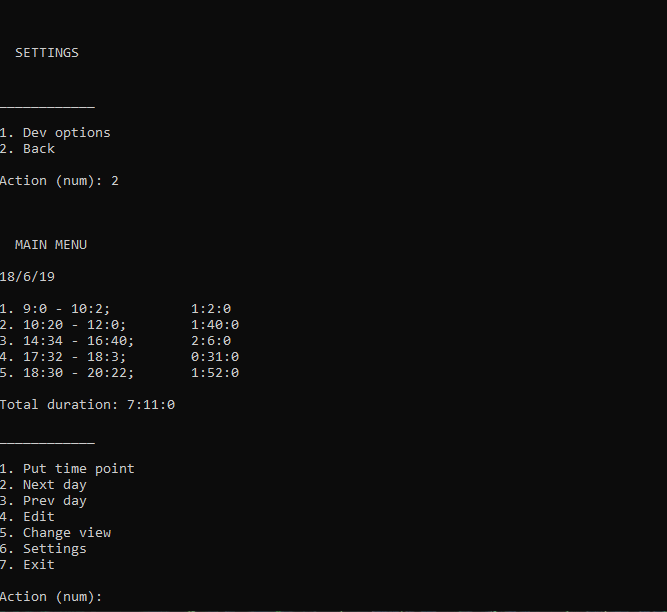 SETTINGS
____________
1. Dev options
2. Back
Action (num): 2
MAIN MENU
18/6/19
1. 9:0 - 10:2; 1:2:0
2. 10:20 - 12:0; 1:40:0
3. 14:34 - 16:40; 2:6:0
4. 17:32 - 18:3; 0:31:0
5. 18:30 - 20:22; 1:52:0
Total duration: 7:11:0
____________
1. Put time point
2. Next day
3. Prev day
4. Edit
5. Change view
6. Settings
7. Exit
Action (num):